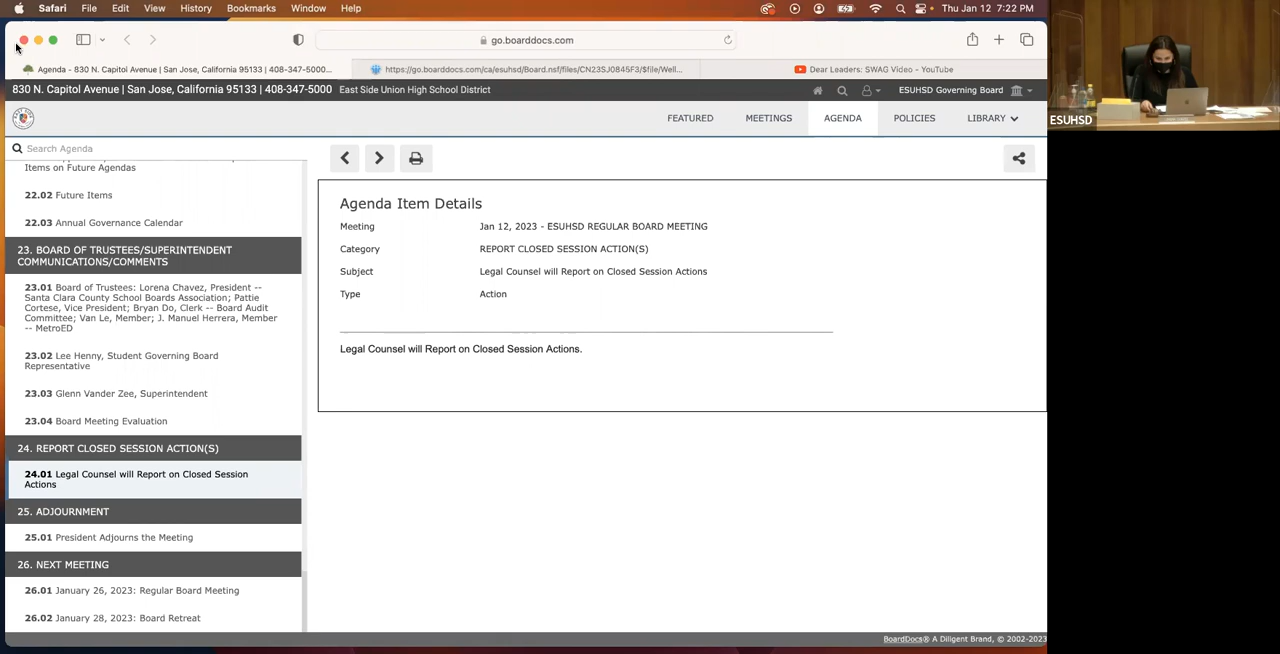 Safari File Edit View History Bookmarks Window Help Thu Jan 12 7:22 PM
go.boarddocs.com
Agenda - 830 N. Capitol Avenue | San Jose, California 95133 | 408-347-5000... https://go.boarddocs.com/ca/esuhsd/Board.nsf/files/CN23SJ0845F3/$file/Well... Dear Leaders: SWAG Video - YouTube
830 N. Capitol Avenue | San Jose, California 95133 | 408-347-5000 East Side Union High School District ESUHSD Governing Board
FEATURED MEETINGS AGENDA POLICIES LIBRARY
Search Agenda
Items on Future Agendas
22.02 Future Items
22.03 Annual Governance Calendar
23. BOARD OF TRUSTEES/SUPERINTENDENT
COMMUNICATIONS/COMMENTS
23.01 Board of Trustees: Lorena Chavez, President --
Santa Clara County School Boards Association; Pattie
Cortese, Vice President; Bryan Do, Clerk -- Board Audit
Committee; Van Le, Member; J. Manuel Herrera, Member
-- MetroED
23.02 Lee Henny, Student Governing Board
Representative
23.03 Glenn Vander Zee, Superintendent
23.04 Board Meeting Evaluation
24. REPORT CLOSED SESSION ACTION(S)
24.01 Legal Counsel will Report on Closed Session
Actions
25. ADJOURNMENT
25.01 President Adjourns the Meeting
26. NEXT MEETING
26.01 January 26, 2023: Regular Board Meeting
26.02 January 28, 2023: Board Retreat
Agenda Item Details
Meeting Jan 12, 2023 - ESUHSD REGULAR BOARD MEETING
Category REPORT CLOSED SESSION ACTION(S)
Subject Legal Counsel will Report on Closed Session Actions
Type Action
Legal Counsel will Report on Closed Session Actions.
BoardDocs® A Diligent Brand, © 2002-2023
ESUHSD